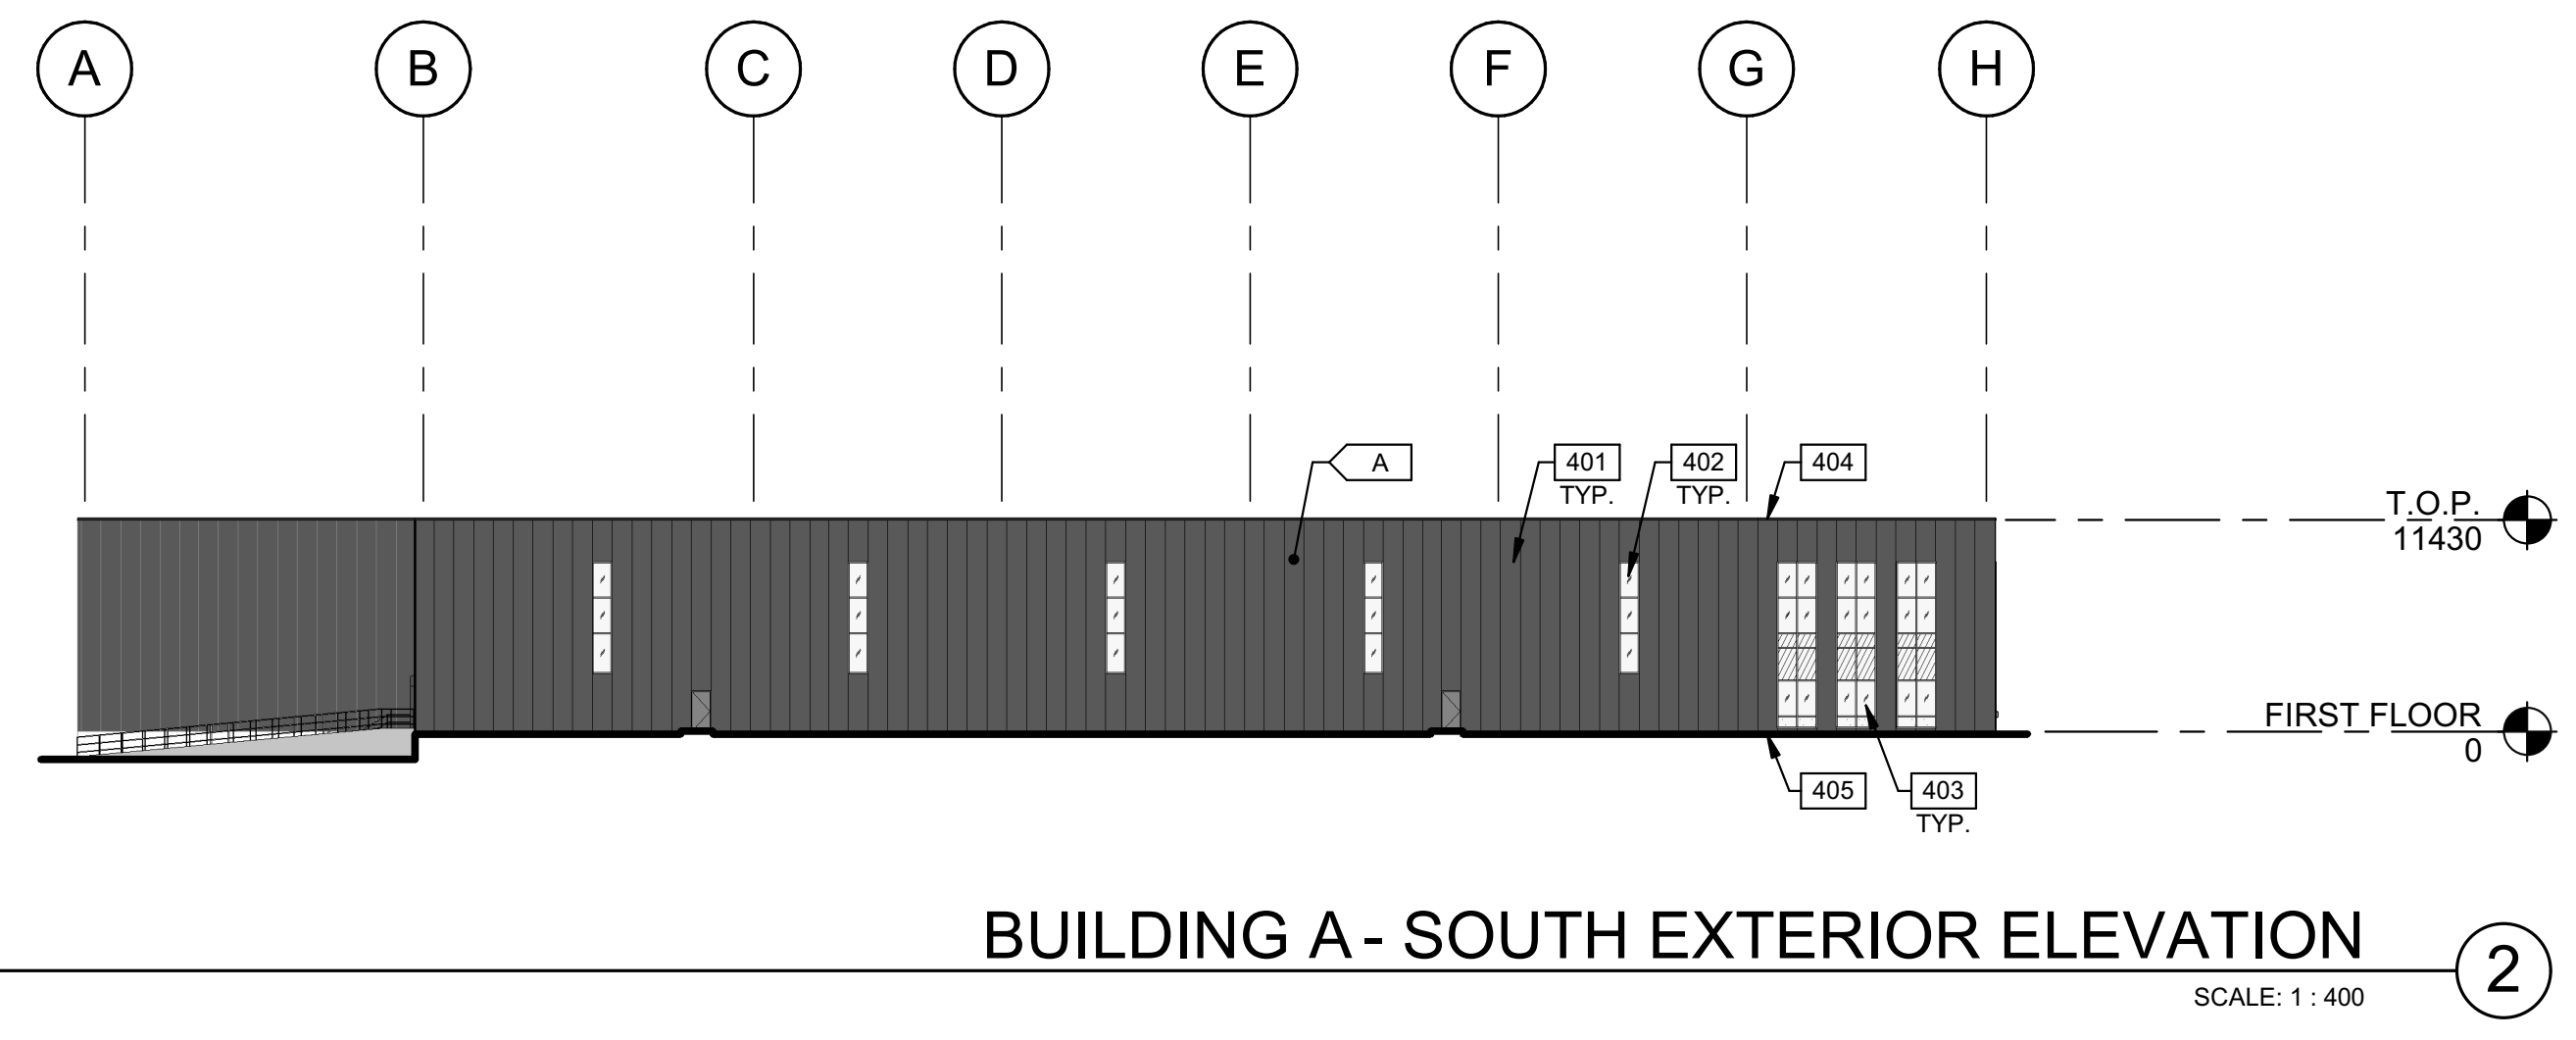 A B C D E F G H
A 401 402 404
TYP. TYP.
T.O.P.
11430
FIRST FLOOR
0
405 403
TYP.
BUILDING A - SOUTH EXTERIOR ELEVATION
2
SCALE: 1 : 400